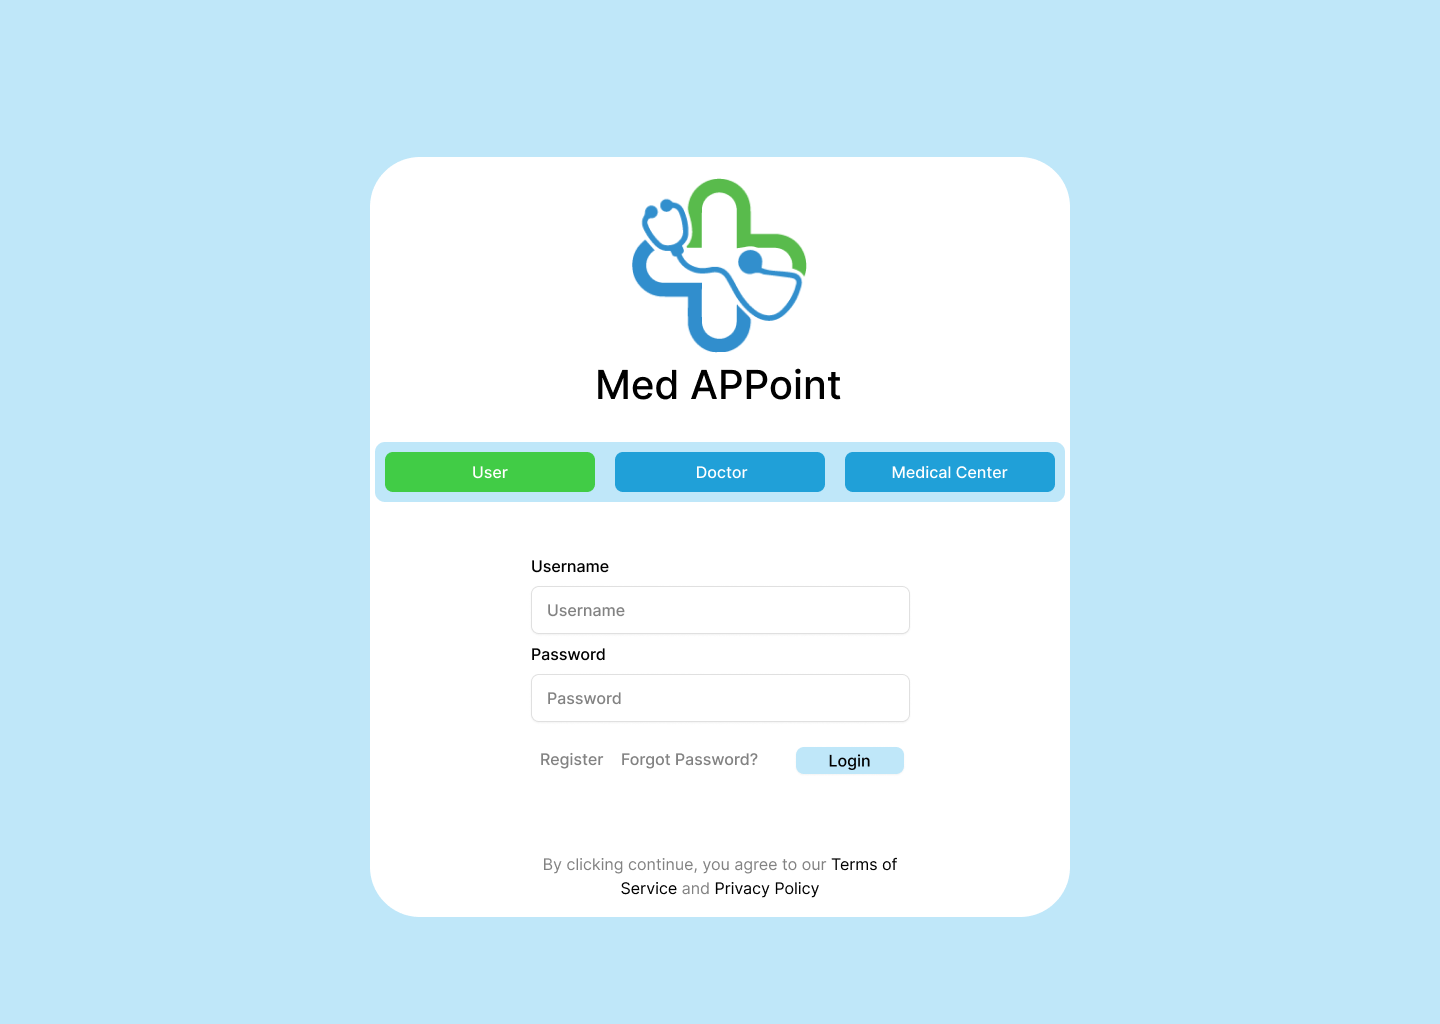 Med APPoint
User Doctor Medical Center
Username
Username
Password
Password
Register Forgot Password? Login
By clicking continue, you agree to our Terms of
Service and Privacy Policy